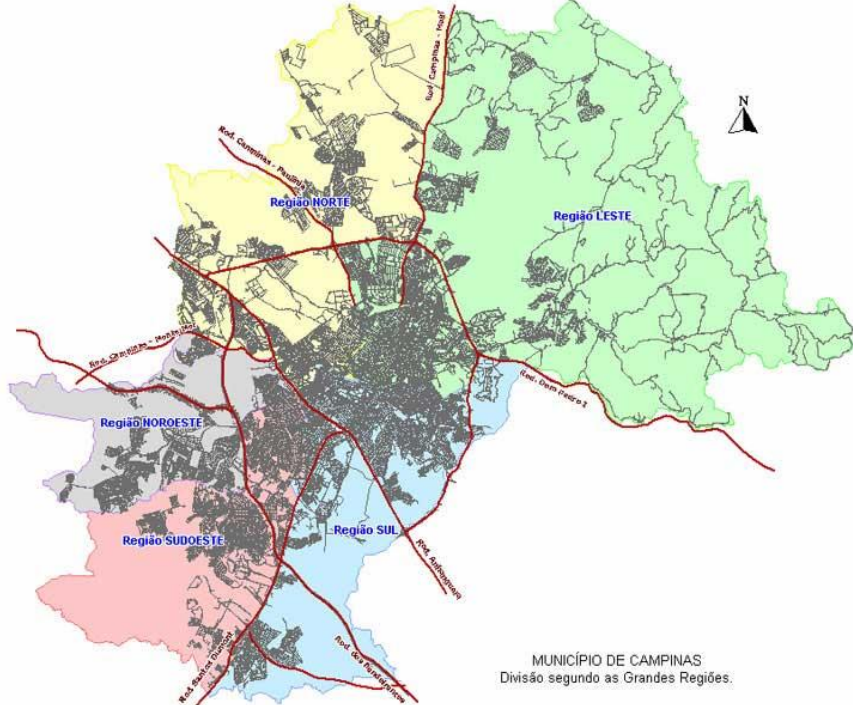 Rod. Campinas - Mogi
N
Rod. Campinas - Paulínia
Região NORTE
Região LESTE
Rod. Campinas - Monte Mor
Rod. Dom Pedro I
Região NOROESTE
Região SUDOESTE
Região SUL
Rod. Anhanguera
Rod. Santos Dumont
Rod. dos Bandeirantes
MUNICÍPIO DE CAMPINAS
Divisão segundo as Grandes Regiões.